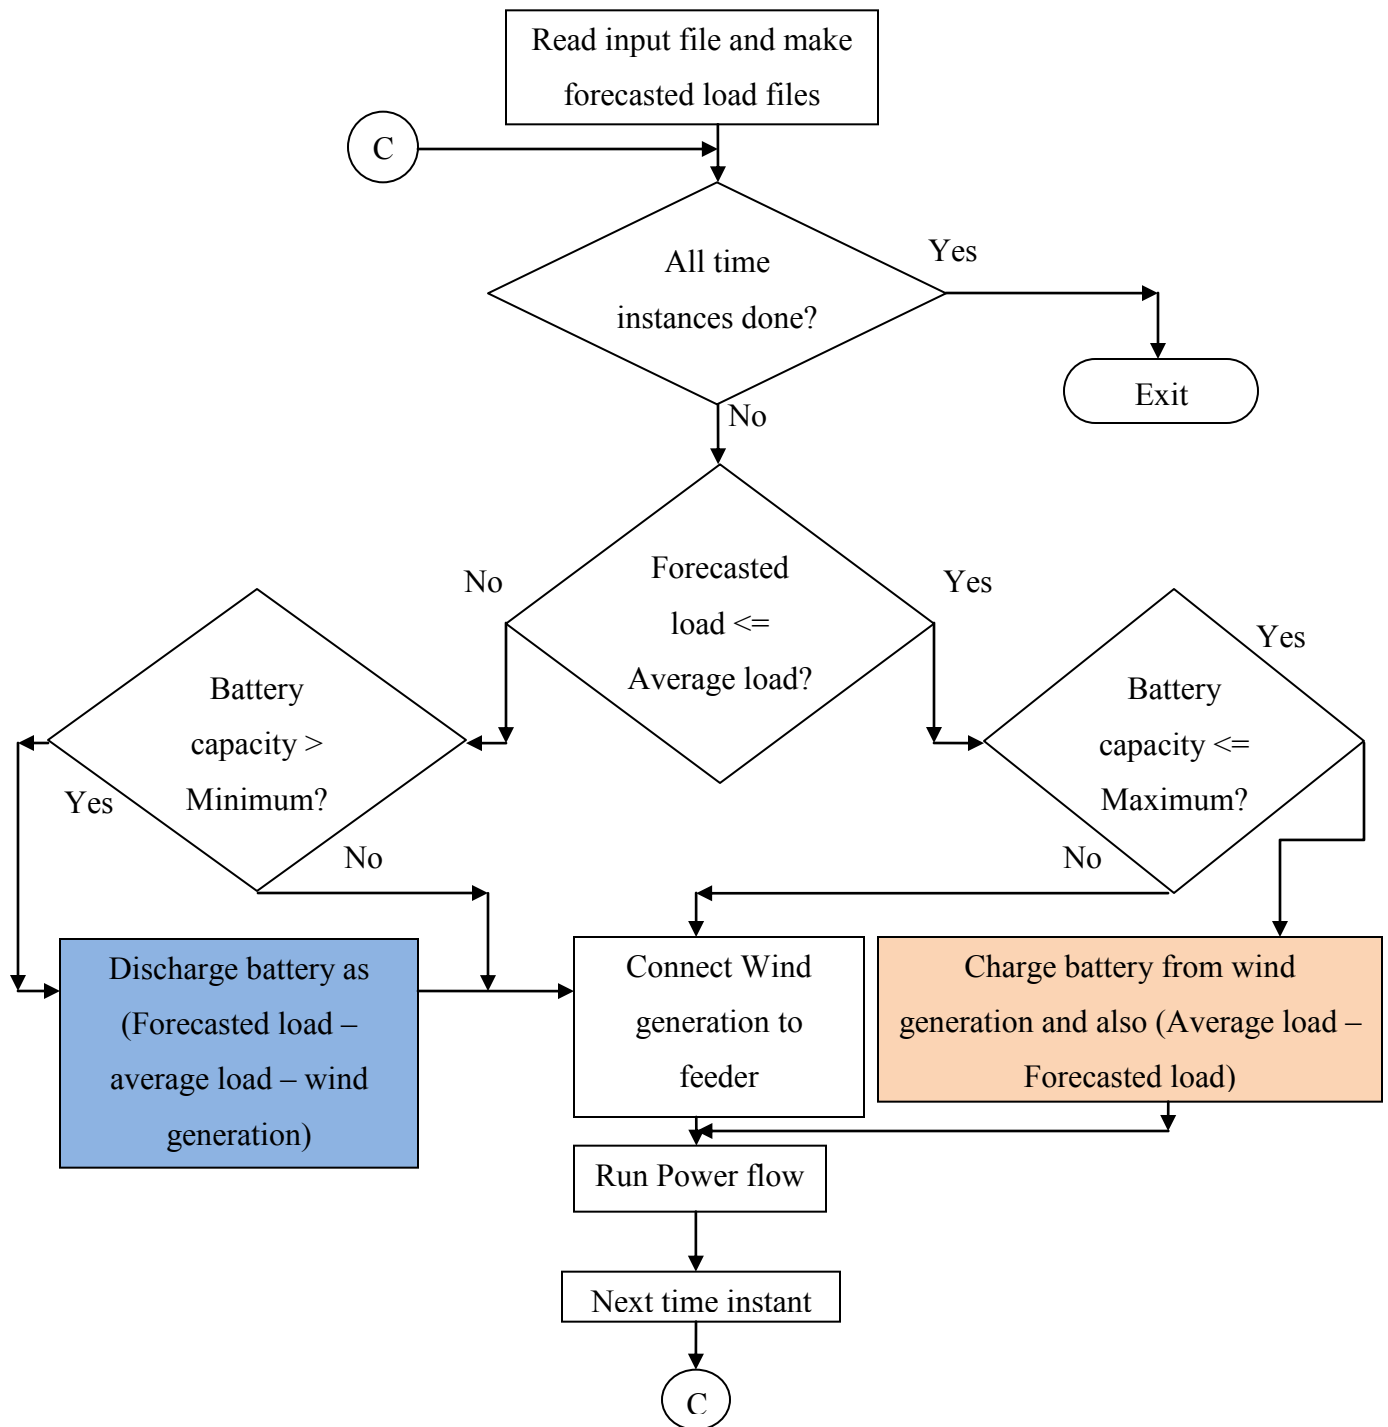 Read input file and make
forecasted load files
C
All time
instances done?
Yes
Exit
No
Forecasted
load <=
Average load?
No
Yes
Battery
capacity >
Minimum?
Yes
No
Battery
capacity <=
Maximum?
Yes
No
Discharge battery as
(Forecasted load –
average load – wind
generation)
Connect Wind
generation to
feeder
Charge battery from wind
generation and also (Average load –
Forecasted load)
Run Power flow
Next time instant
C